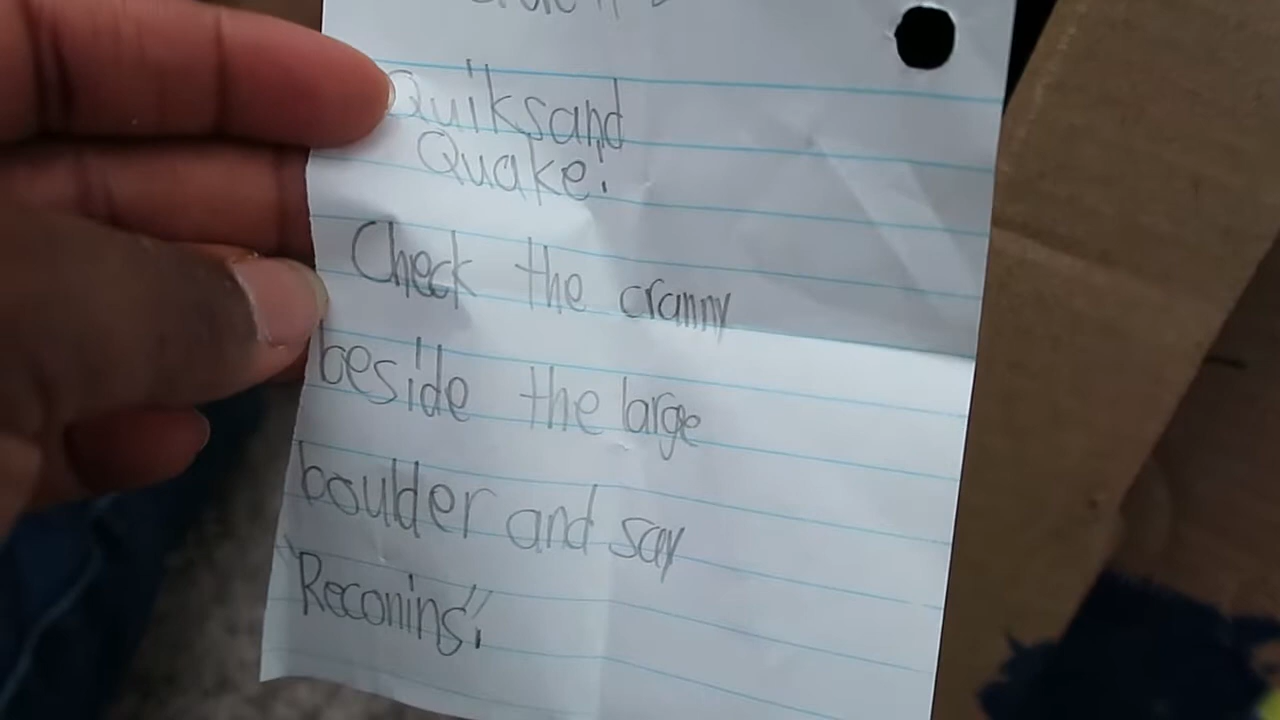 Quiksand
Quake!
Check the cranny
beside the large
boulder and say
"Reconing".